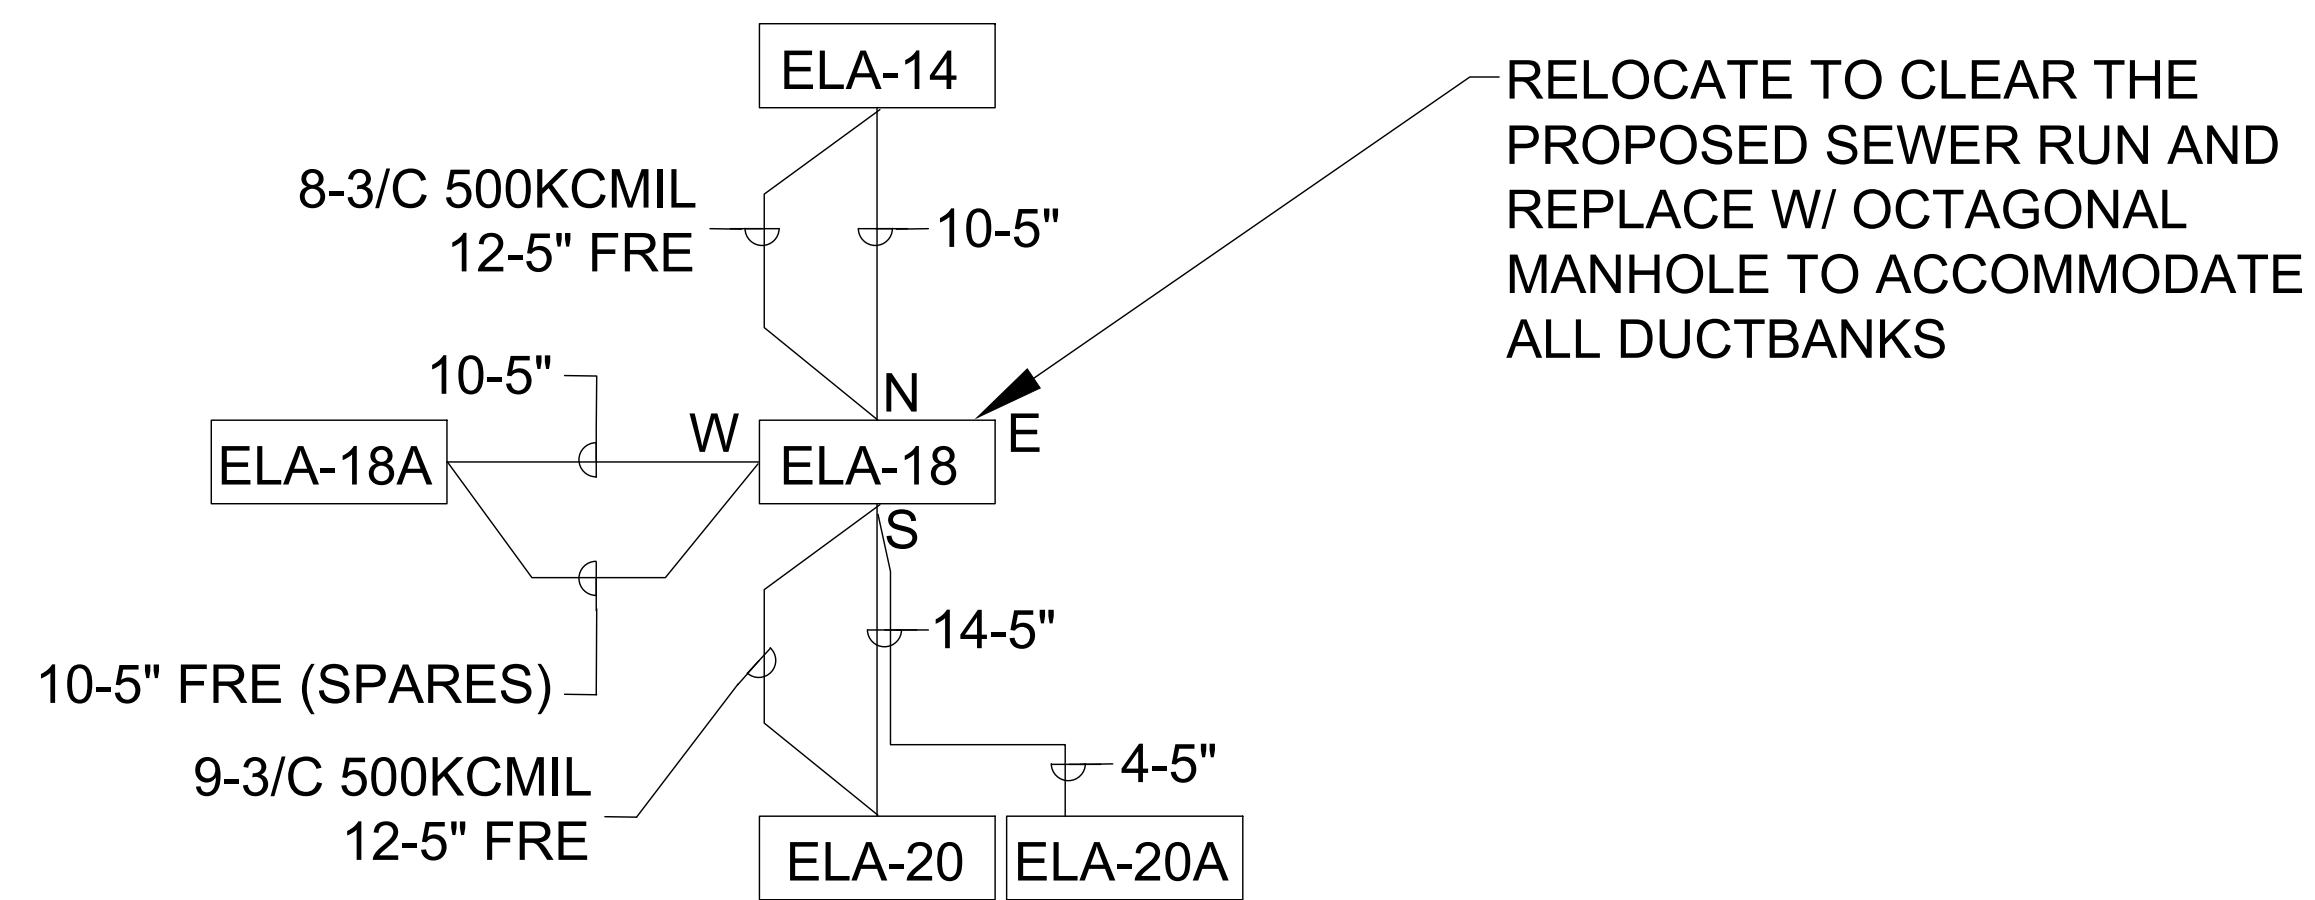 ELA-14
RELOCATE TO CLEAR THE
PROPOSED SEWER RUN AND
REPLACE W/ OCTAGONAL
MANHOLE TO ACCOMMODATE
ALL DUCTBANKS
8-3/C 500KCMIL
12-5" FRE
10-5"
10-5"
N
W
E
ELA-18A
ELA-18
S
14-5"
10-5" FRE (SPARES)
9-3/C 500KCMIL
12-5" FRE
4-5"
ELA-20
ELA-20A